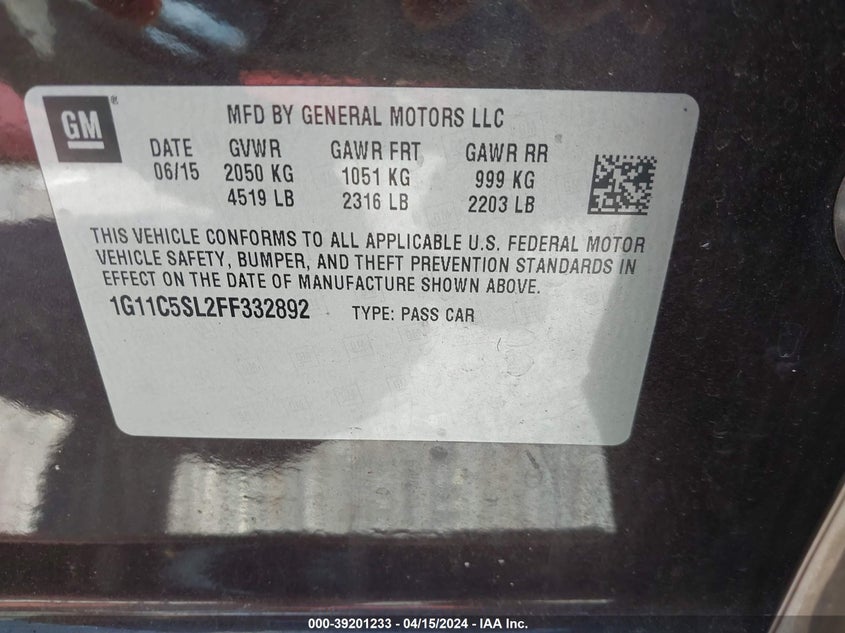 GM®
MFD BY GENERAL MOTORS LLC
DATE GVWR GAWR FRT GAWR RR
06/15 2050 KG 1051 KG 999 KG
4519 LB 2316 LB 2203 LB
THIS VEHICLE CONFORMS TO ALL APPLICABLE U.S. FEDERAL MOTOR
VEHICLE SAFETY, BUMPER, AND THEFT PREVENTION STANDARDS IN
EFFECT ON THE DATE OF MANUFACTURE SHOWN ABOVE.
1G11C5SL2FF332892 TYPE: PASS CAR
000-39201233 - 04/15/2024 - IAA Inc.